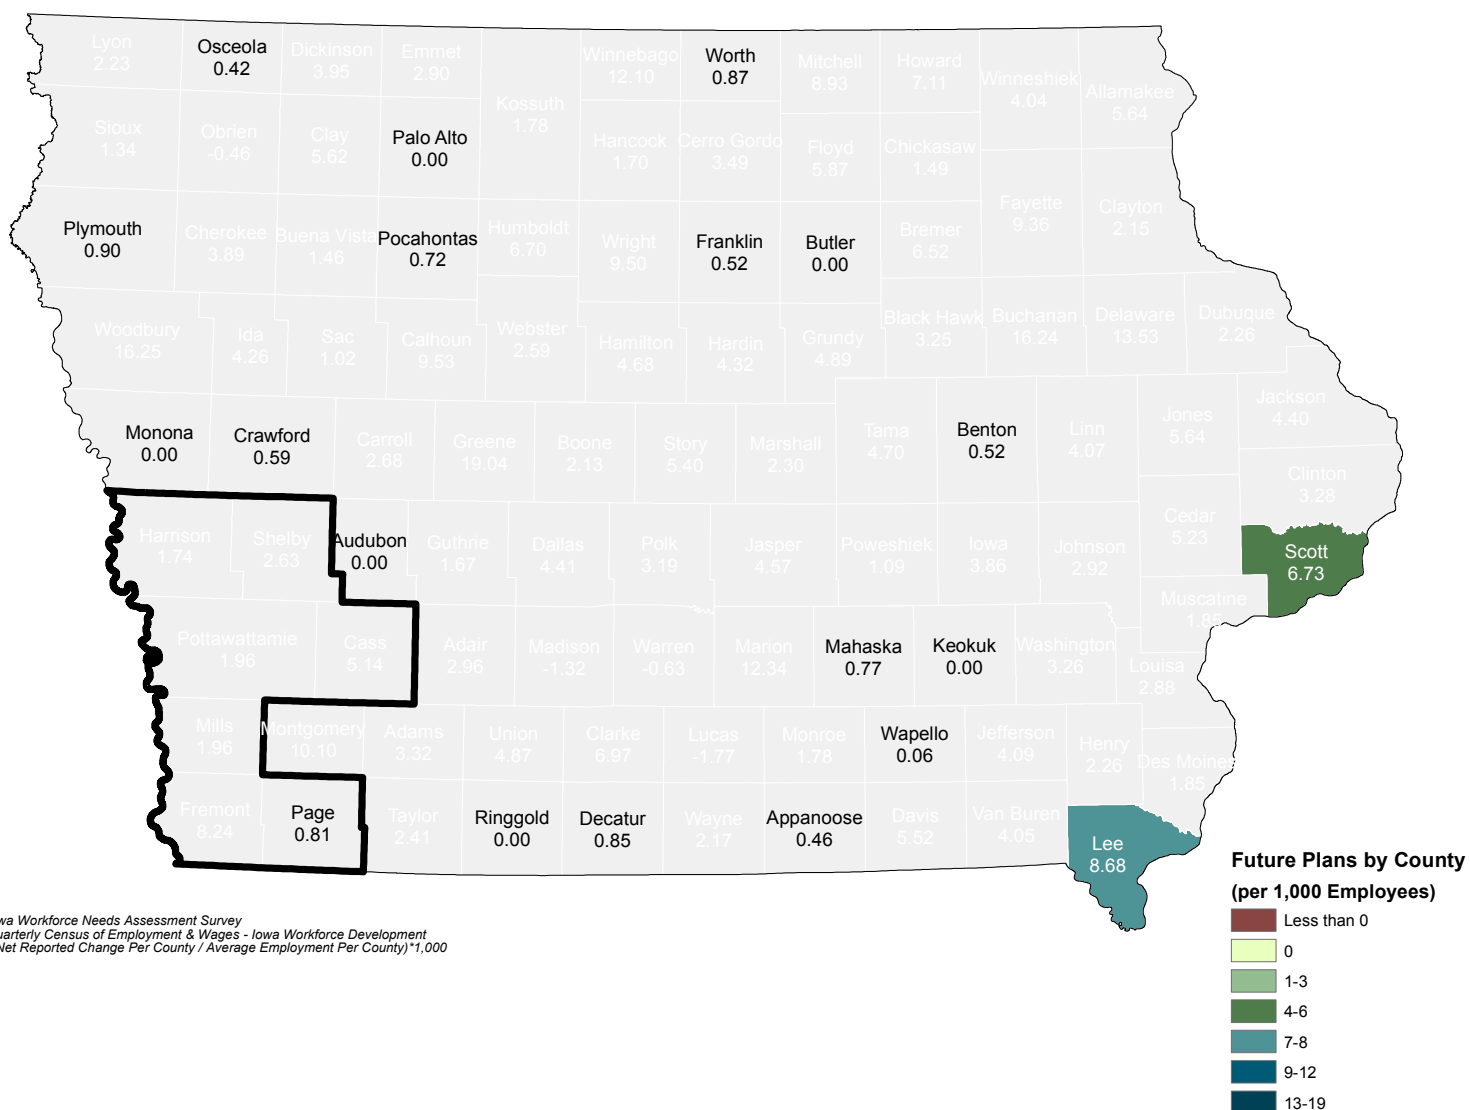 Lyon
2.23
Osceola
0.42
Dickinson
3.95
Emmet
2.90
Kossuth
1.78
Winnebago
12.10
Worth
0.87
Mitchell
8.93
Howard
7.11
Winneshiek
4.04
Allamakee
5.64
Sioux
1.34
Obrien
-0.46
Clay
5.62
Palo Alto
0.00
Hancock
1.70
Cerro Gordo
3.49
Floyd
5.87
Chickasaw
1.49
Plymouth
0.90
Cherokee
3.89
Buena Vista
1.46
Pocahontas
0.72
Humboldt
6.70
Wright
9.50
Franklin
0.52
Butler
0.00
Bremer
6.52
Fayette
9.36
Clayton
2.15
Woodbury
16.25
Ida
4.26
Sac
1.02
Calhoun
9.53
Webster
2.59
Hamilton
4.68
Hardin
4.32
Grundy
4.89
Black Hawk
3.25
Buchanan
16.24
Delaware
13.53
Dubuque
2.26
Monona
0.00
Crawford
0.59
Carroll
2.68
Greene
19.04
Boone
2.13
Story
5.40
Marshall
2.30
Tama
4.70
Benton
0.52
Linn
4.07
Jones
5.64
Jackson
4.40
Clinton
3.28
Harrison
1.74
Shelby
2.63
Audubon
0.00
Guthrie
1.67
Dallas
4.41
Polk
3.19
Jasper
4.57
Poweshiek
1.09
Iowa
3.86
Johnson
2.92
Cedar
5.23
Scott
6.73
Muscatine
1.85
Pottawattamie
1.96
Cass
5.14
Adair
2.96
Madison
-1.32
Warren
-0.63
Marion
12.34
Mahaska
0.77
Keokuk
0.00
Washington
3.26
Louisa
2.88
Mills
1.96
Montgomery
10.10
Adams
3.32
Union
4.87
Clarke
6.97
Lucas
-1.77
Monroe
1.78
Wapello
0.06
Jefferson
4.09
Henry
2.26
Des Moines
1.85
Fremont
8.24
Page
0.81
Taylor
2.41
Ringgold
0.00
Decatur
0.85
Wayne
2.17
Appanoose
0.46
Davis
5.52
Van Buren
4.05
Lee
8.68
wa Workforce Needs Assessment Survey
uarterly Census of Employment & Wages - Iowa Workforce Development
Net Reported Change Per County / Average Employment Per County)*1,000
Future Plans by County
(per 1,000 Employees)
Less than 0
0
1-3
4-6
7-8
9-12
13-19